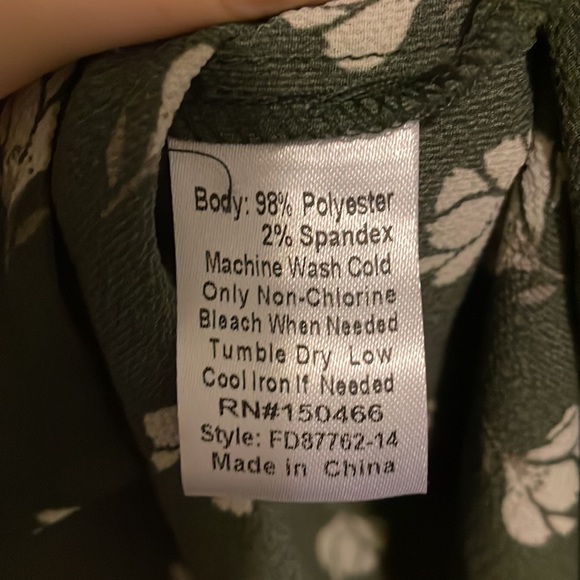 Body: 98% Polyester
2% Spandex
Machine Wash Cold
Only Non-Chlorine
Bleach When Needed
Tumble Dry Low
Cool Iron If Needed
RN#150466
Style: FD87762-14
Made in China